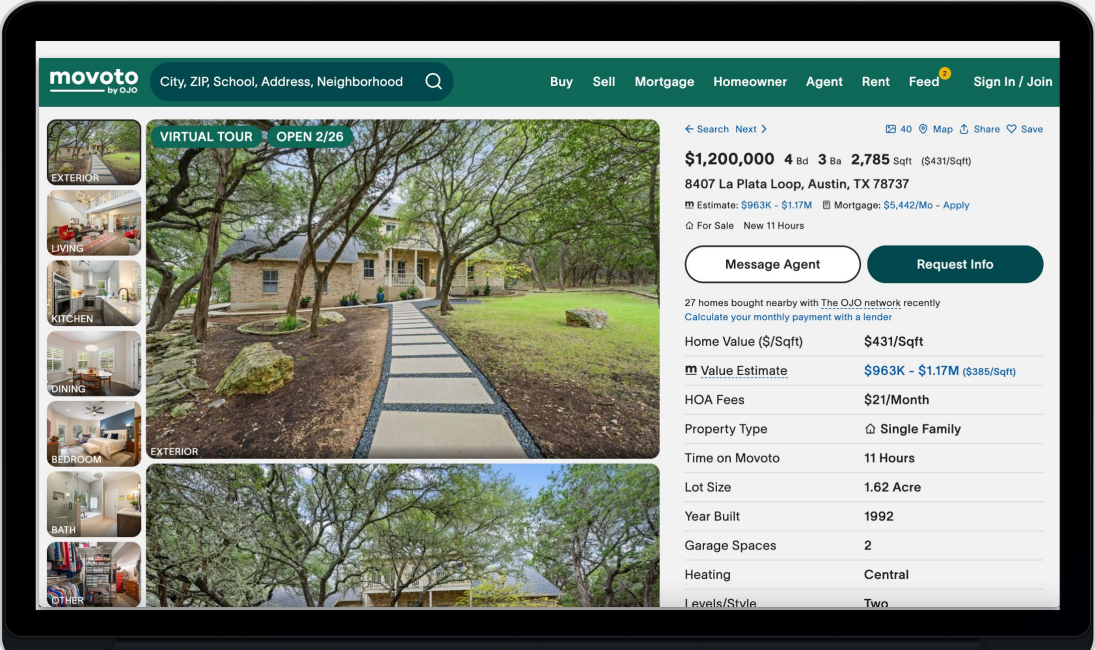 movoto
by OJO
City, ZIP, School, Address, Neighborhood
Buy Sell Mortgage Homeowner Agent Rent Feed 2 Sign In / Join
EXTERIOR
LIVING
KITCHEN
DINING
BEDROOM
BATH
OTHER
VIRTUAL TOUR OPEN 2/26
EXTERIOR
Search Next 40 Map Share Save
$1,200,000 4 Bd 3 Ba 2,785 Sqft ($431/Sqft)
8407 La Plata Loop, Austin, TX 78737
m Estimate: $963K - $1.17M Mortgage: $5,442/Mo - Apply
For Sale New 11 Hours
Message Agent Request Info
27 homes bought nearby with The OJO network recently
Calculate your monthly payment with a lender
Home Value ($/Sqft) $431/Sqft
m Value Estimate $963K - $1.17M ($385/Sqft)
HOA Fees $21/Month
Property Type Single Family
Time on Movoto 11 Hours
Lot Size 1.62 Acre
Year Built 1992
Garage Spaces 2
Heating Central
Levels/Style Two